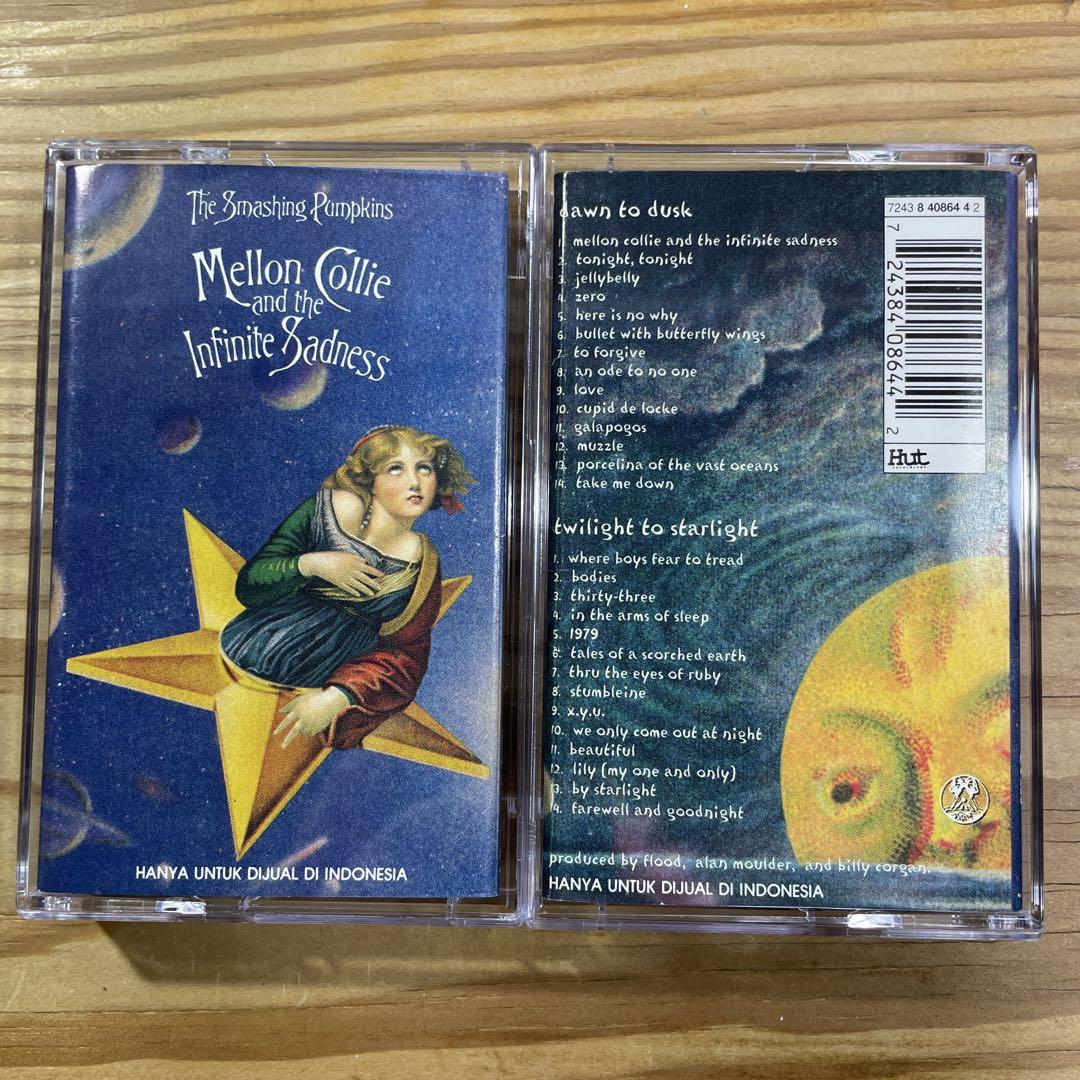 The Smashing Pumpkins
Mellon Collie
and the
Infinite Sadness
HANYA UNTUK DIJUAL DI INDONESIA
dawn to dusk
1. mellon collie and the infinite sadness
2. tonight, tonight
3. jellybelly
4. zero
5. here is no why
6. bullet with butterfly wings
7. to forgive
8. an ode to no one
9. love
10. cupid de locke
11. galapogos
12. muzzle
13. porcelina of the vast oceans
14. take me down
twilight to starlight
1. where boys fear to tread
2. bodies
3. thirty-three
4. in the arms of sleep
5. 1979
6. tales of a scorched earth
7. thru the eyes of ruby
8. stumbleine
9. x.y.u.
10. we only come out at night
11. beautiful
12. lily (my one and only)
13. by starlight
14. farewell and goodnight
produced by flood, alan moulder, and billy corgan.
HANYA UNTUK DIJUAL DI INDONESIA
7243 8 40864 4 2
7 24384 08644 2
Hut